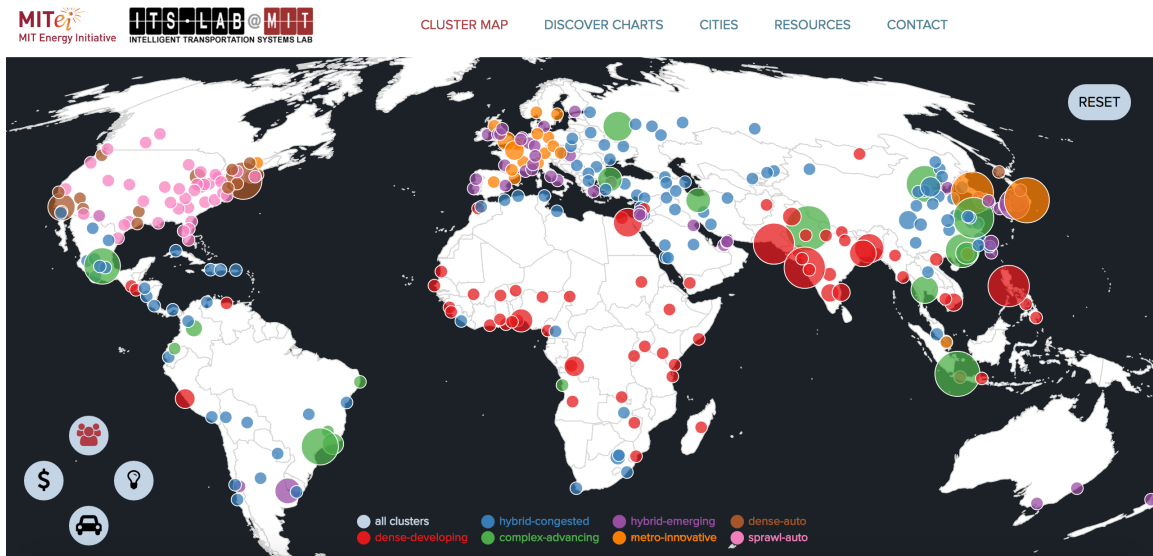 MITei
MIT Energy Initiative
ITS·LAB@MIT
INTELLIGENT TRANSPORTATION SYSTEMS LAB
CLUSTER MAP
DISCOVER CHARTS
CITIES
RESOURCES
CONTACT
RESET
$
all clusters
hybrid-congested
hybrid-emerging
dense-auto
dense-developing
complex-advancing
metro-innovative
sprawl-auto